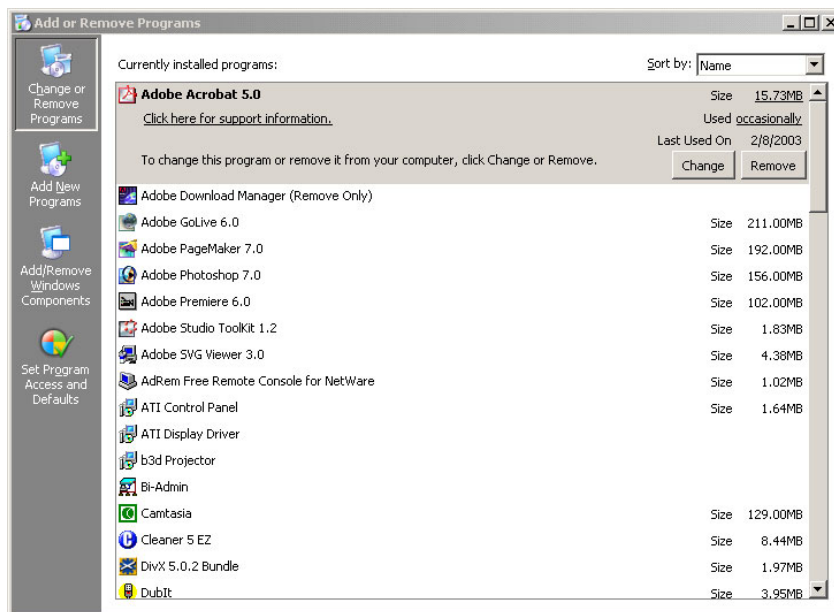 Add or Remove Programs
Change or
Remove
Programs
Add New
Programs
Add/Remove
Windows
Components
Set Program
Access and
Defaults
Currently installed programs:
Sort by: Name
Adobe Acrobat 5.0 Size 15.73MB
Click here for support information. Used occasionally
Last Used On 2/8/2003
To change this program or remove it from your computer, click Change or Remove. Change Remove
Adobe Download Manager (Remove Only)
Adobe GoLive 6.0 Size 211.00MB
Adobe PageMaker 7.0 Size 192.00MB
Adobe Photoshop 7.0 Size 156.00MB
Adobe Premiere 6.0 Size 102.00MB
Adobe Studio ToolKit 1.2 Size 1.83MB
Adobe SVG Viewer 3.0 Size 4.38MB
AdRem Free Remote Console for NetWare Size 1.02MB
ATI Control Panel Size 1.64MB
ATI Display Driver
b3d Projector
Bi-Admin
Camtasia Size 129.00MB
Cleaner 5 EZ Size 8.44MB
DivX 5.0.2 Bundle Size 1.97MB
DubIt Size 3.95MB